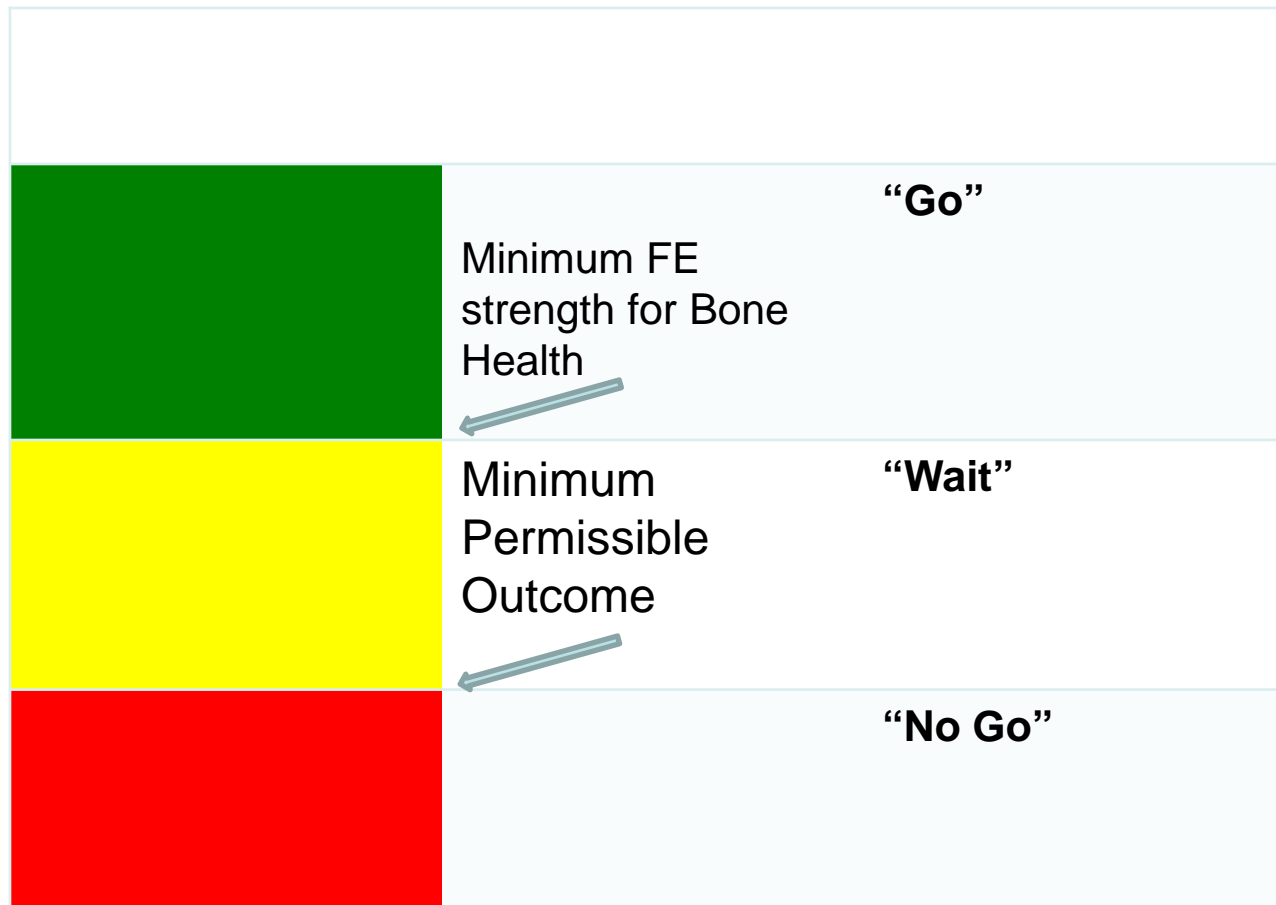 “Go”
Minimum FE
strength for Bone
Health
Minimum
Permissible
Outcome
“Wait”
“No Go”